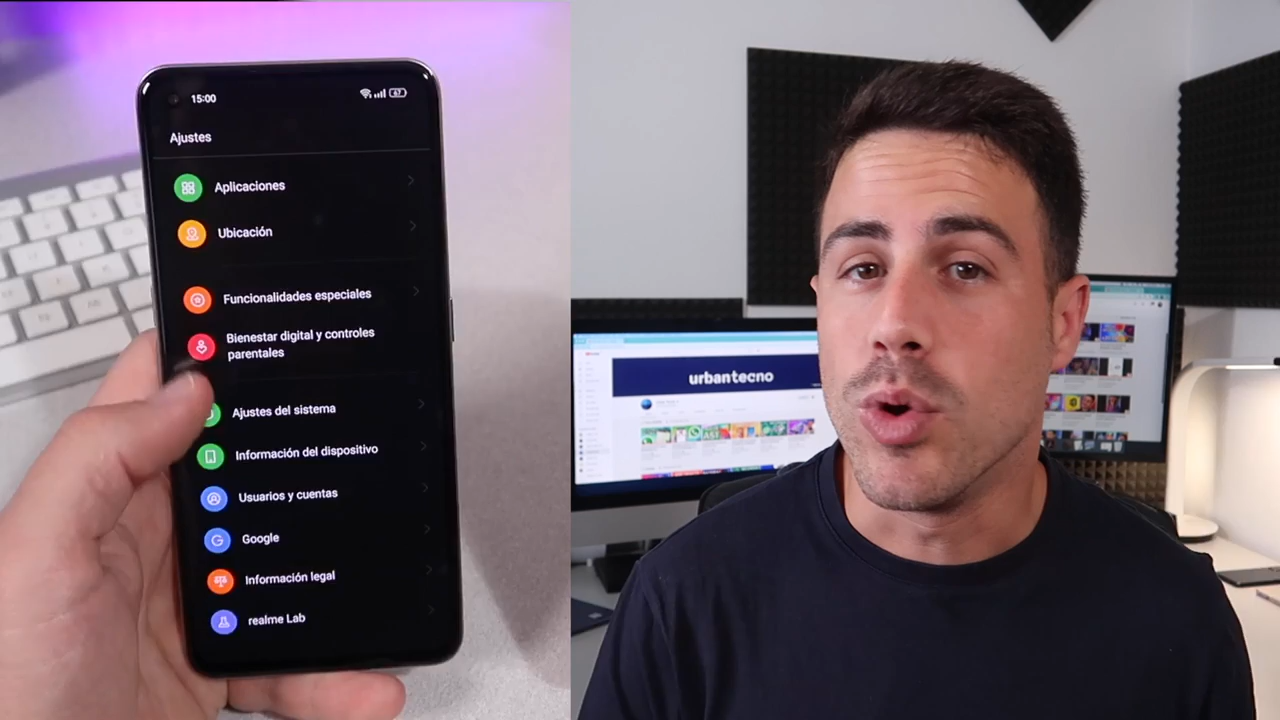 15:00
67
Ajustes
Aplicaciones
Ubicación
Funcionalidades especiales
Bienestar digital y controles
parentales
Ajustes del sistema
Información del dispositivo
Usuarios y cuentas
Google
Información legal
realme Lab
urbantecno